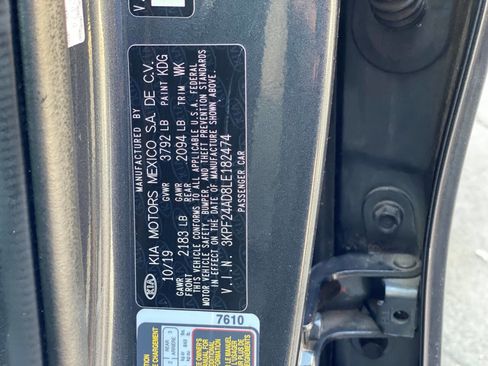 MANUFACTURED BY
KIA KIA MOTORS MEXICO S.A. DE C.V.
10/19 GVWR 3792 LB PAINT KDG
GAWR FRONT 2183 LB GAWR REAR 2094 LB TRIM WK
THIS VEHICLE CONFORMS TO ALL APPLICABLE U.S.A. FEDERAL
MOTOR VEHICLE SAFETY, BUMPER, AND THEFT PREVENTION STANDARDS
IN EFFECT ON THE DATE OF MANUFACTURE SHOWN ABOVE.
V.I.N. 3KPF24AD8LE182474
PASSENGER CAR
7610